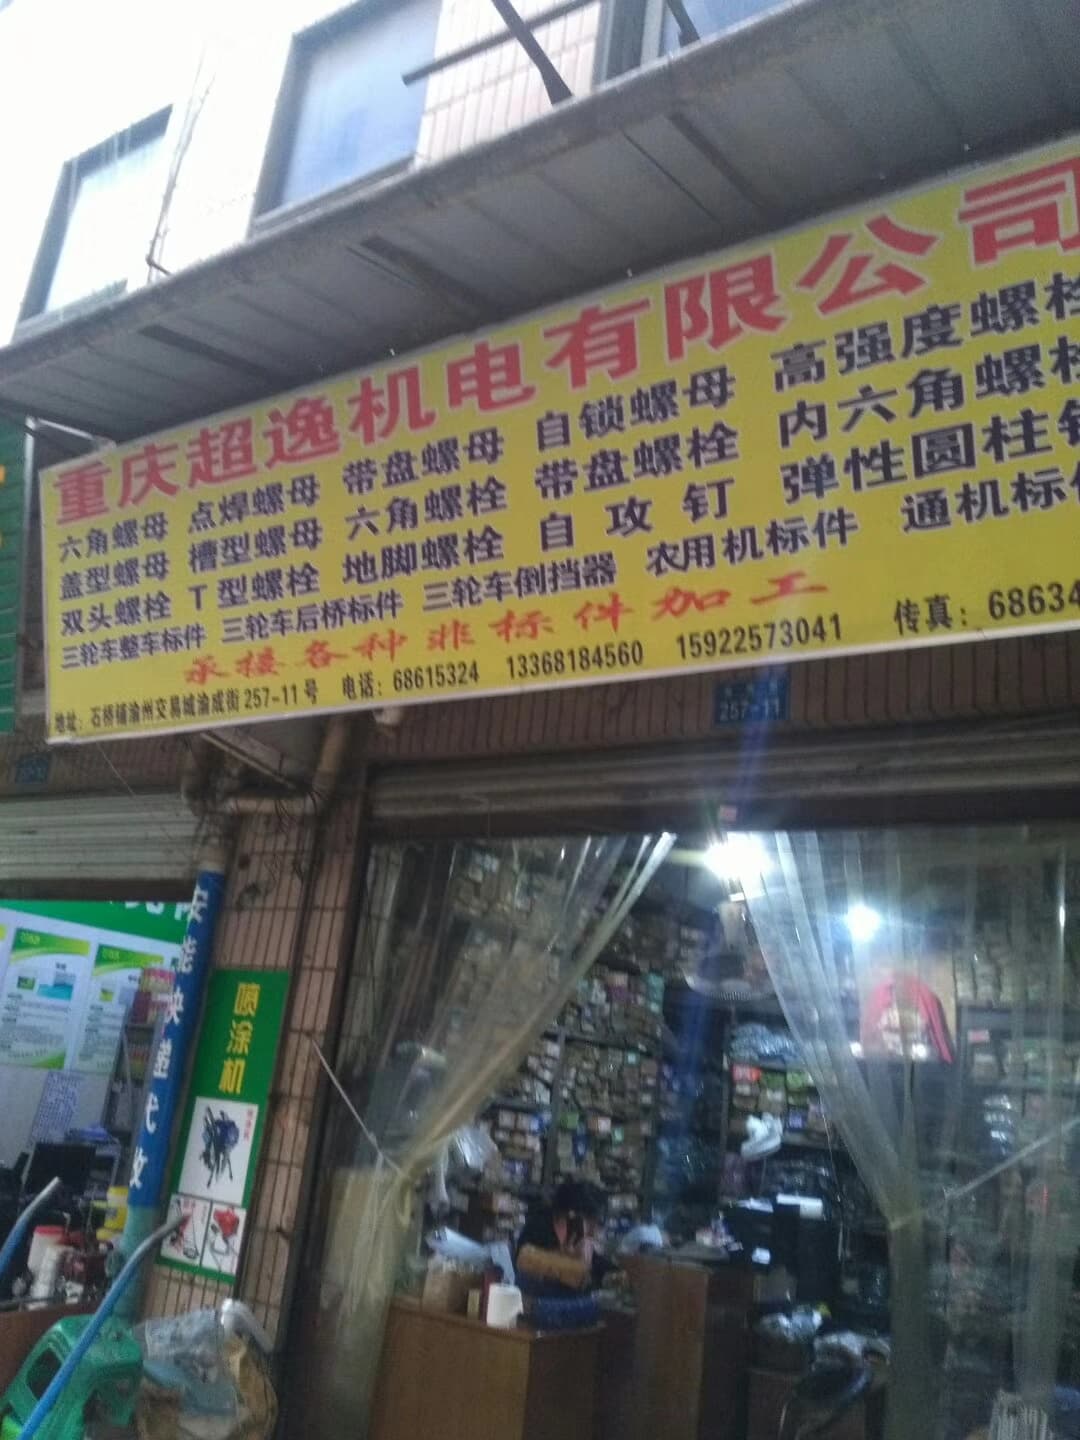 重庆超逸机电有限公司
六角螺母 点焊螺母 带盘螺母 自锁螺母 高强度螺栓
盖型螺母 槽型螺母 六角螺栓 带盘螺栓 内六角螺栓
双头螺栓 T型螺栓 地脚螺栓 自攻钉 弹性圆柱
三轮车整车标件 三轮车后桥标件 三轮车倒挡器 农用机标件 通机标件
承接各种非标件加工
地址：石桥铺渝州交易城渝成街257-11号 电话：68615324 13368184560 15922573041 传真：68634
257-11
喷涂机